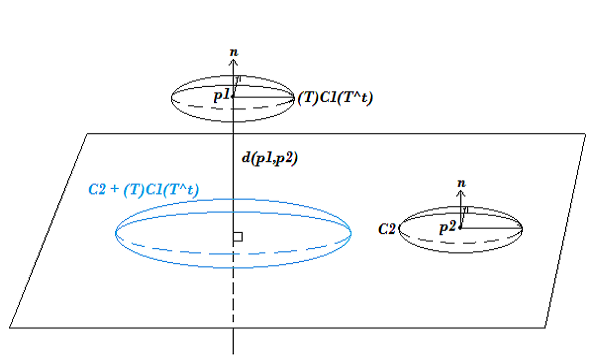 n
p1
(T)C1(T^t)
d(p1,p2)
C2 + (T)C1(T^t)
n
C2
p2